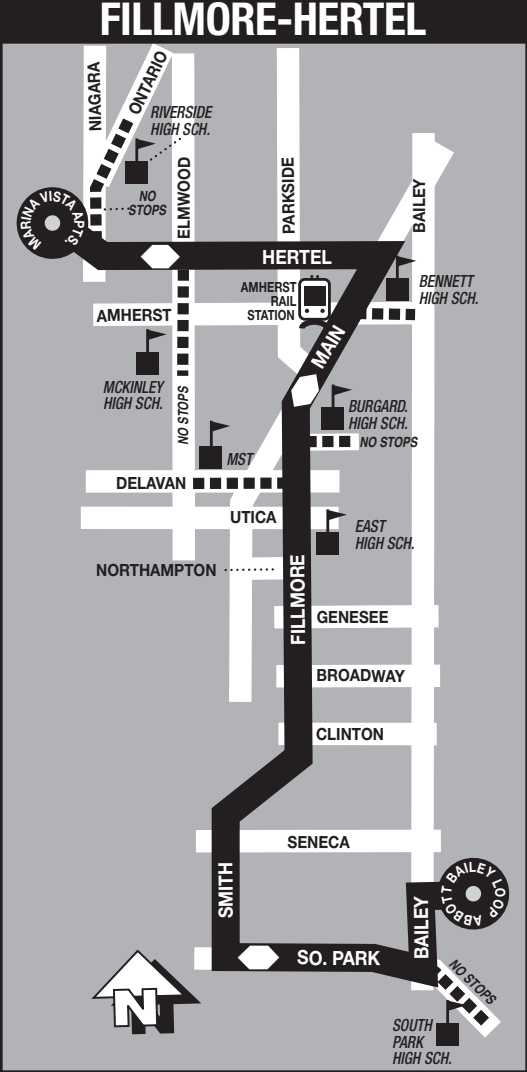 FILLMORE-HERTEL
NIAGARA
ONTARIO
RIVERSIDE
HIGH SCH.
ELMWOOD
PARKSIDE
BAILEY
NO
STOPS
MARINA VISTA APTS.
HERTEL
BENNETT
HIGH SCH.
AMHERST
RAIL
STATION
AMHERST
MAIN
MCKINLEY
HIGH SCH.
NO STOPS
BURGARD.
HIGH SCH.
NO STOPS
MST
DELAVAN
UTICA
EAST
HIGH SCH.
NORTHAMPTON
FILLMORE
GENESEE
BROADWAY
CLINTON
SENECA
SMITH
ABBOTT BAILEY LOOP
BAILEY
SO. PARK
NO STOPS
N
SOUTH
PARK
HIGH SCH.